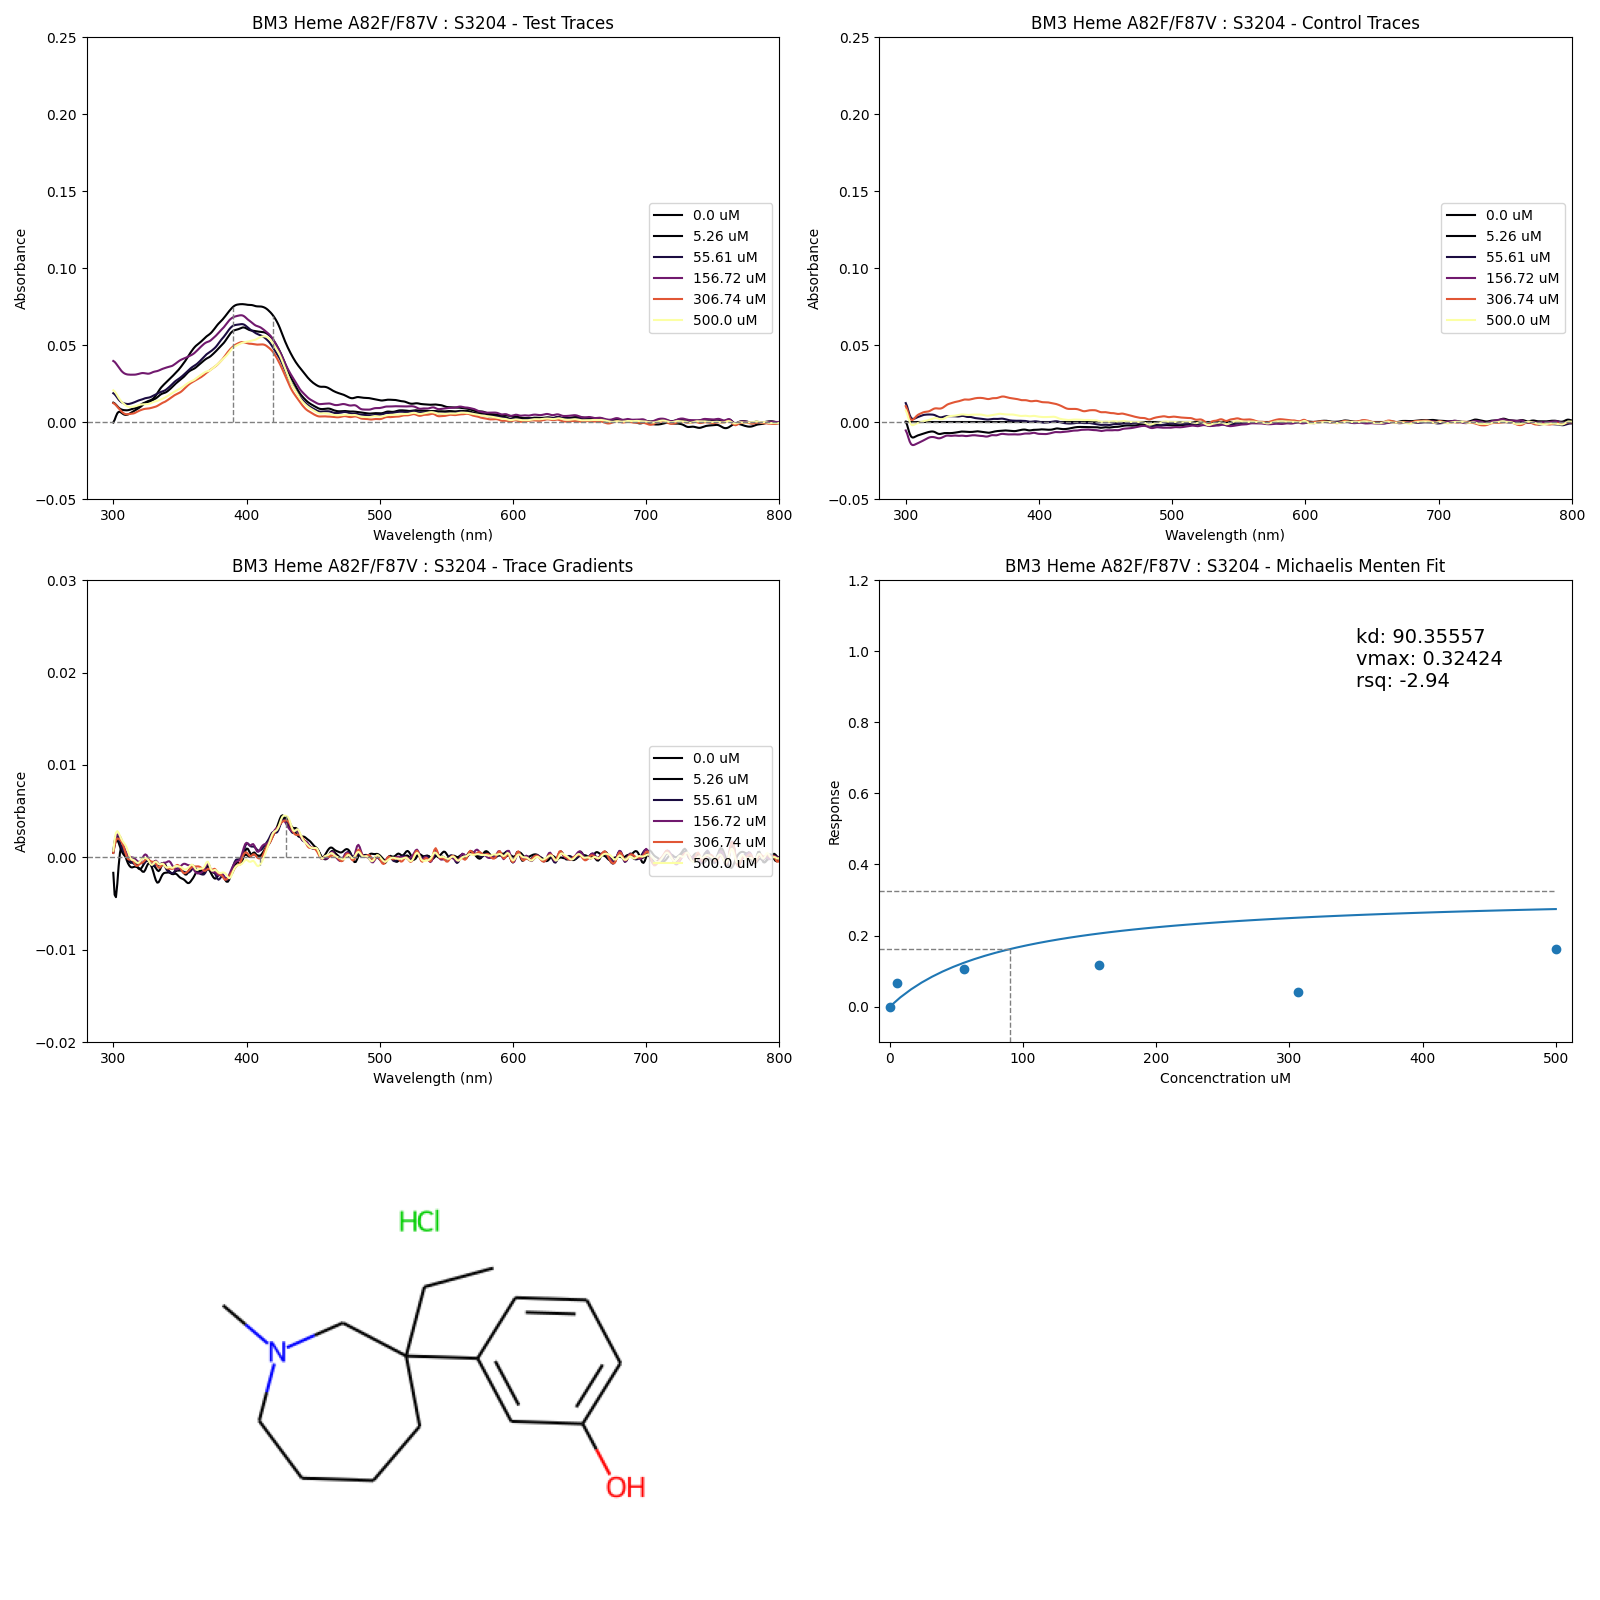 BM3 Heme A82F/F87V : S3204 - Test Traces
0.25
0.20
0.15
0.10
0.05
0.00
−0.05
Absorbance
300
400
500
600
700
800
Wavelength (nm)
0.0 uM
5.26 uM
55.61 uM
156.72 uM
306.74 uM
500.0 uM
BM3 Heme A82F/F87V : S3204 - Control Traces
0.25
0.20
0.15
0.10
0.05
0.00
−0.05
Absorbance
300
400
500
600
700
800
Wavelength (nm)
0.0 uM
5.26 uM
55.61 uM
156.72 uM
306.74 uM
500.0 uM
BM3 Heme A82F/F87V : S3204 - Trace Gradients
0.03
0.02
0.01
0.00
−0.01
−0.02
Absorbance
300
400
500
600
700
800
Wavelength (nm)
0.0 uM
5.26 uM
55.61 uM
156.72 uM
306.74 uM
500.0 uM
BM3 Heme A82F/F87V : S3204 - Michaelis Menten Fit
1.2
1.0
0.8
0.6
0.4
0.2
0.0
Response
kd: 90.35557
vmax: 0.32424
rsq: -2.94
0
100
200
300
400
500
Concenctration uM
HCl
N
OH